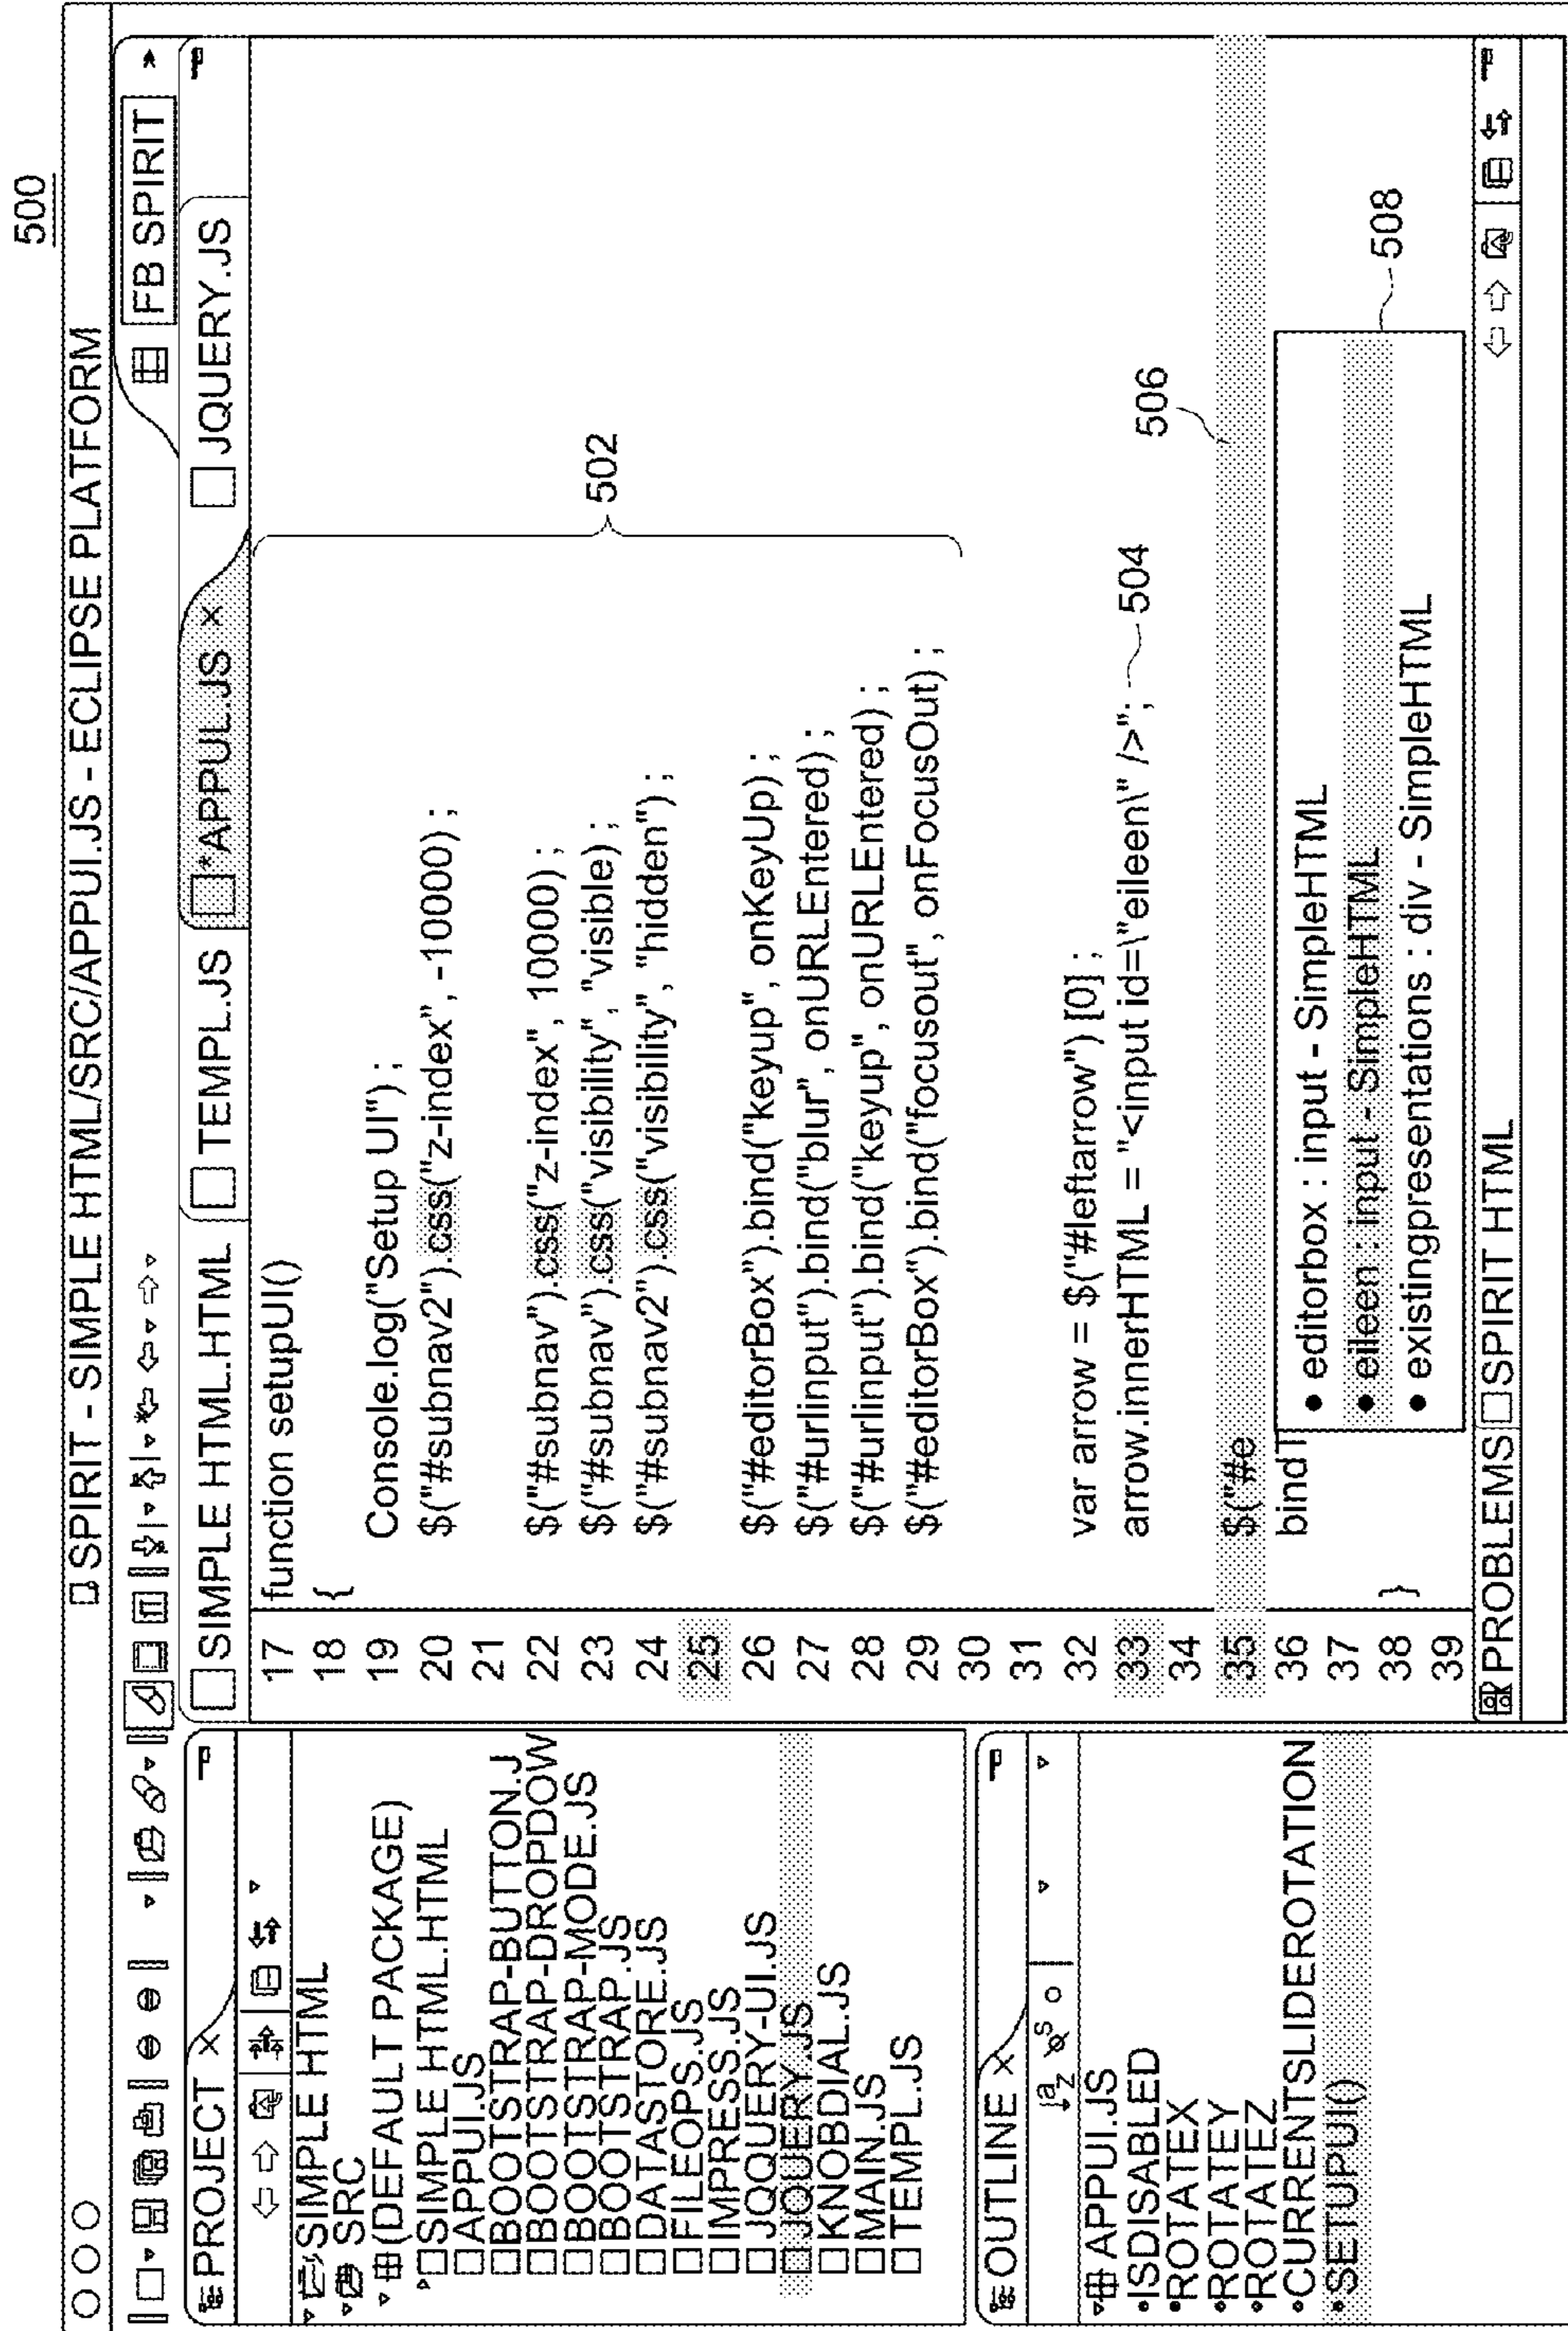 500
SPIRIT - SIMPLE HTML/SRC/APPUI.JS - ECLIPSE PLATFORM
FB SPIRIT
PROJECT X
SIMPLE HTML
SRC
(DEFAULT PACKAGE)
SIMPLE HTML.HTML
APPUI.JS
BOOTSTRAP-BUTTON.J
BOOTSTRAP-DROPDOW
BOOTSTRAP-MODE.JS
BOOTSTRAP.JS
DATASTORE.JS
FILEOPS.JS
IMPRESS.JS
JQQUERY-UI.JS
JQUERY.JS
KNOBDIAL.JS
MAIN.JS
TEMPL.JS
OUTLINE X
APPUI.JS
•ISDISABLED
•ROTATEX
•ROTATEY
•ROTATEZ
•CURRENTSLIDEROTATION
•SETUPUI()
SIMPLE HTML.HTML TEMPL.JS *APPUL.JS X JQUERY.JS
17 function setupUI()
18 {
19 Console.log("Setup UI") ;
20 $("#subnav2").css("z-index", -10000) ;
21
22 $("#subnav").css("z-index", 10000) ;
23 $("#subnav").css("visibility", "visible) ;
24 $("#subnav2").css("visibility", "hidden") ;
25
26 $("#editorBox").bind("keyup", onKeyUp) ;
27 $("#urlinput").bind("blur", onURLEntered) ;
28 $("#urlinput").bind("keyup", onURLEntered) ;
29 $("#editorBox").bind("focusout", onFocusOut) ;
502
30
31
32 var arrow = $("#leftarrow") [0] ;
33 arrow.innerHTML = "<input id=\"eileen\" />"; 504
34
506
35 $("#e
36 bindT
37
38 }
39
• editorbox : input - SimpleHTML
• eileen : input - SimpleHTML
• existingpresentations : div - SimpleHTML
508
PROBLEMS SPIRIT HTML